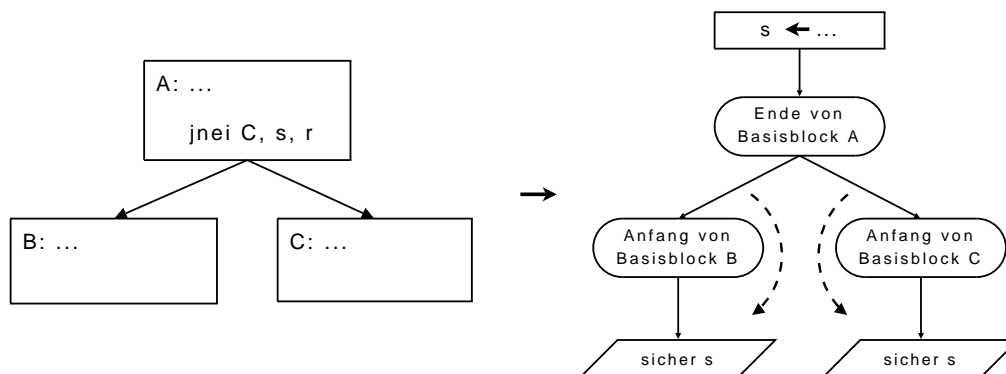 A: ...
jnei C, s, r
B: ...
C: ...
s ← ...
Ende von
Basisblock A
Anfang von
Basisblock B
Anfang von
Basisblock C
sicher s
sicher s